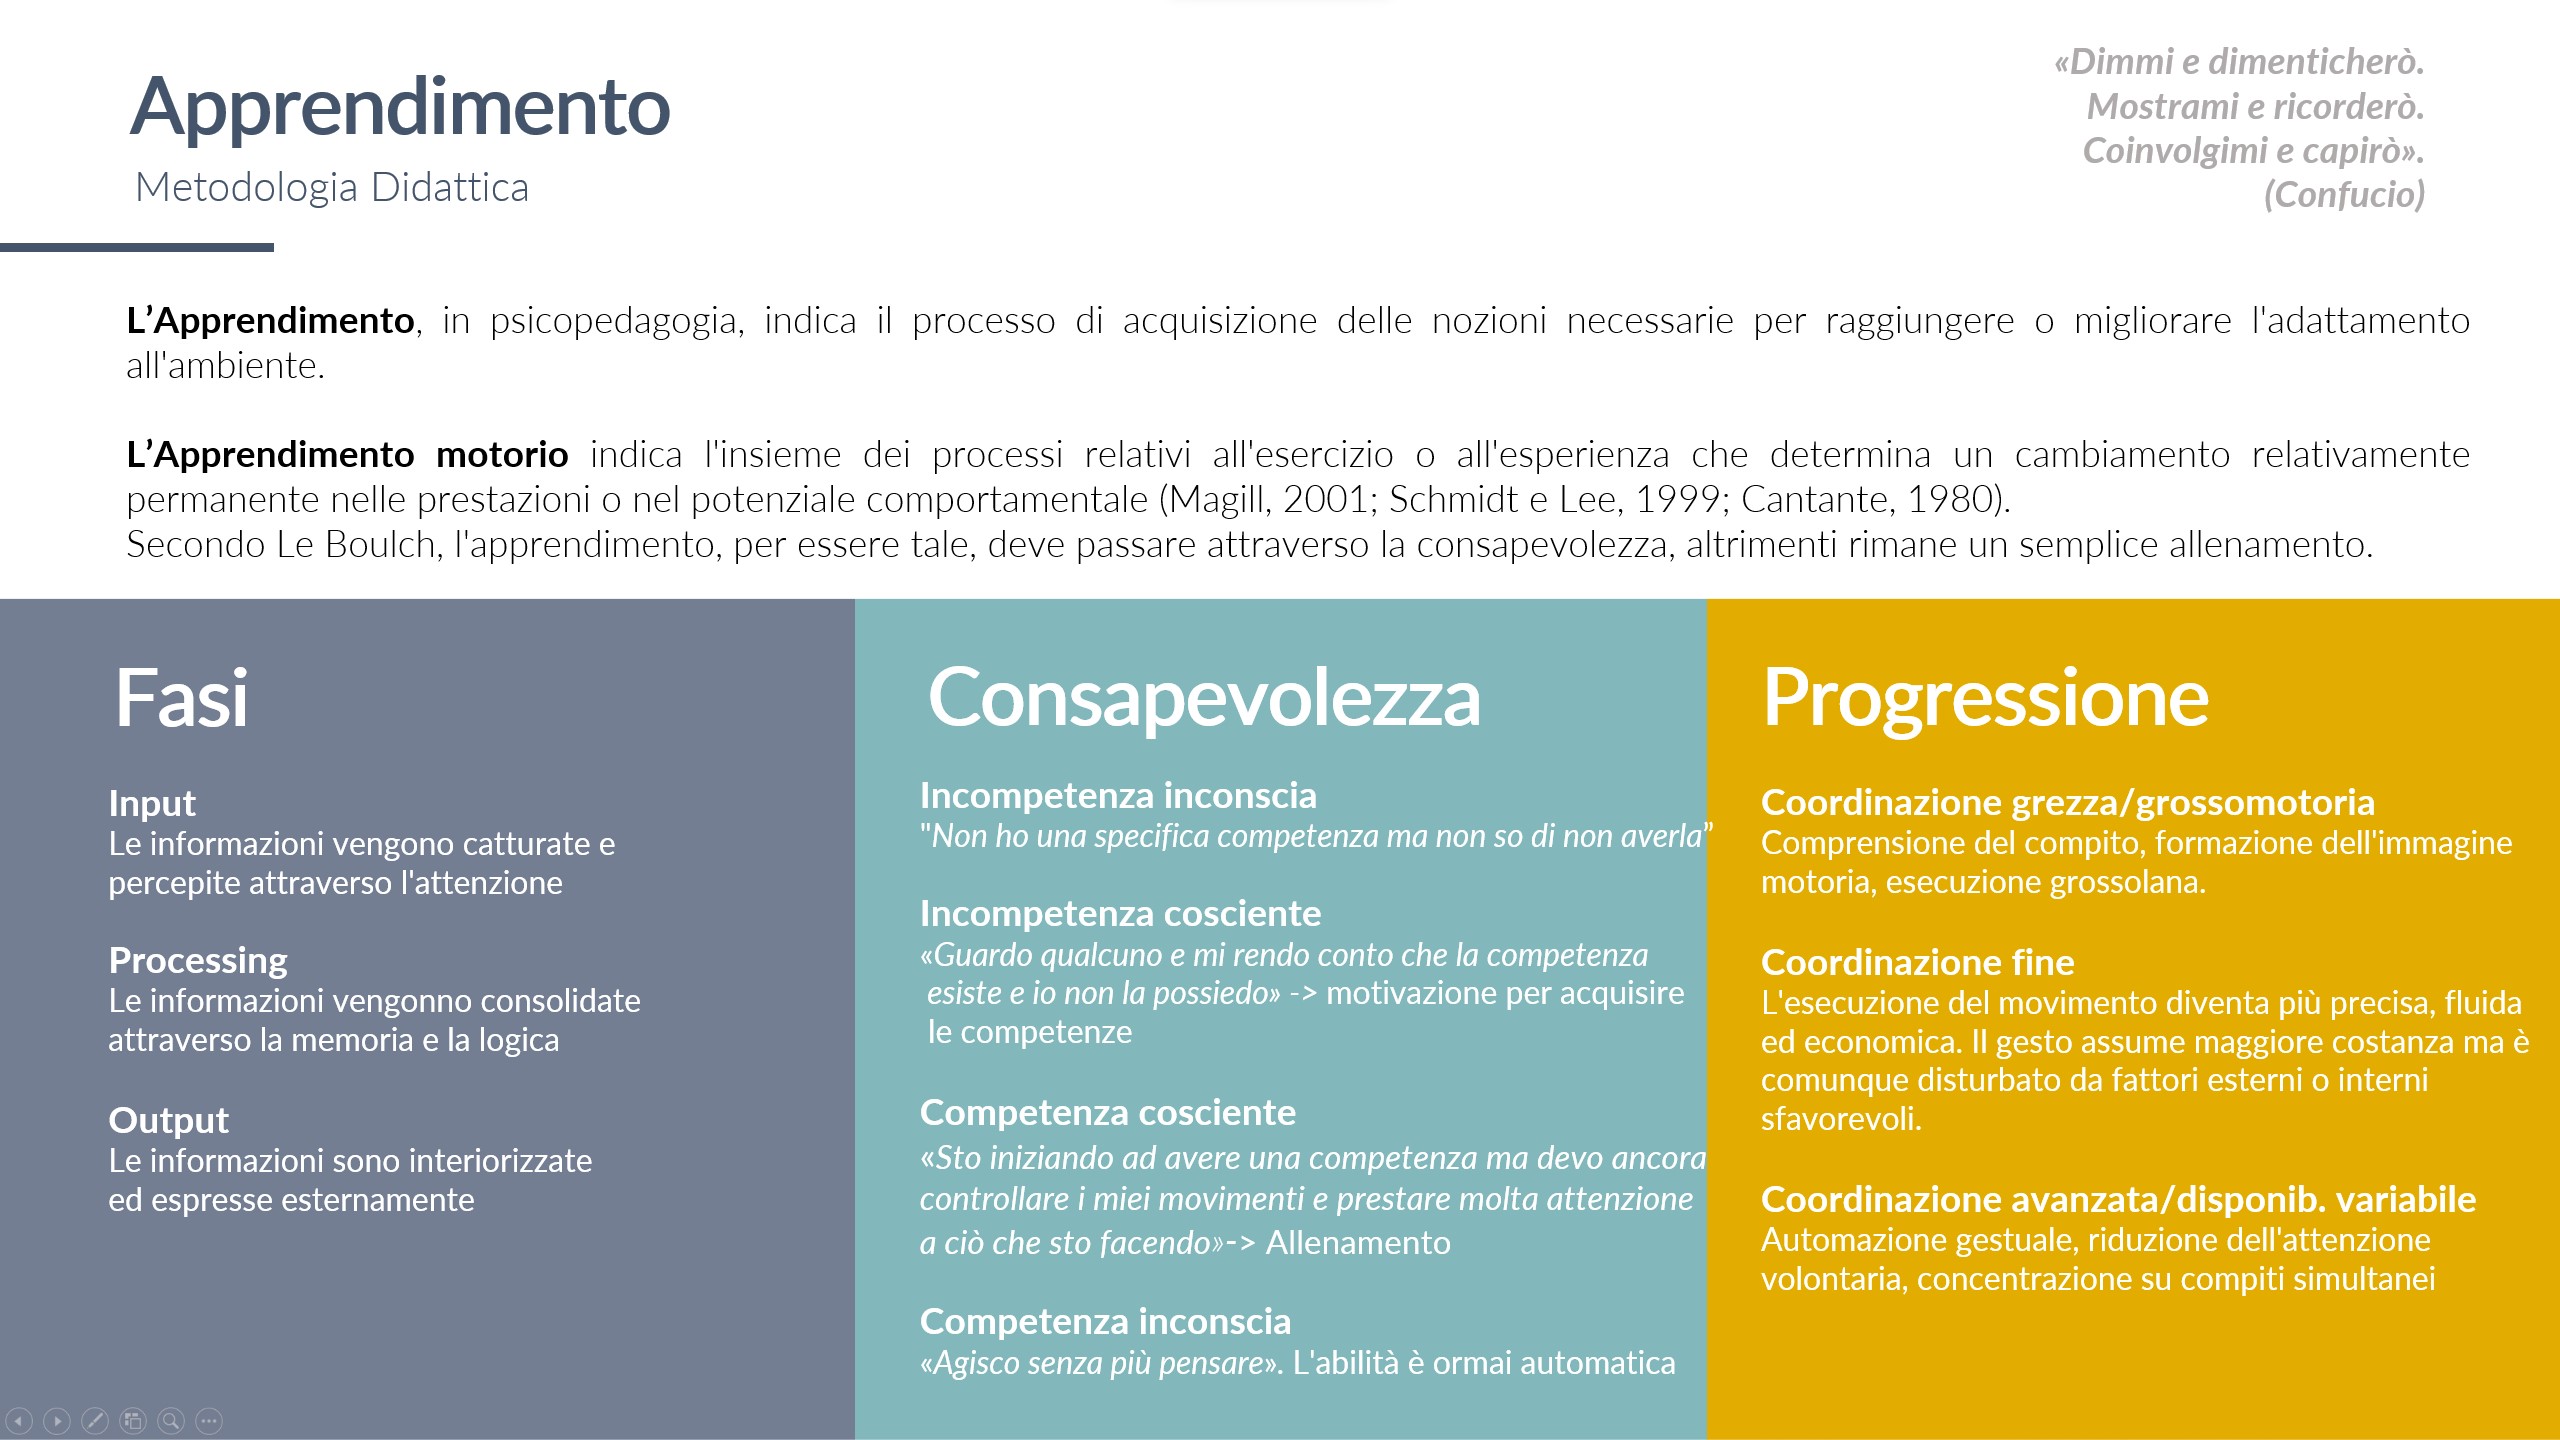 Apprendimento
Metodologia Didattica
«Dimmi e dimenticherò.
Mostrami e ricorderò.
Coinvolgimi e capirò».
(Confucio)
L’Apprendimento, in psicopedagogia, indica il processo di acquisizione delle nozioni necessarie per raggiungere o migliorare l'adattamento
all'ambiente.
L’Apprendimento motorio indica l'insieme dei processi relativi all'esercizio o all'esperienza che determina un cambiamento relativamente
permanente nelle prestazioni o nel potenziale comportamentale (Magill, 2001; Schmidt e Lee, 1999; Cantante, 1980).
Secondo Le Boulch, l'apprendimento, per essere tale, deve passare attraverso la consapevolezza, altrimenti rimane un semplice allenamento.
Fasi
Input
Le informazioni vengono catturate e
percepite attraverso l'attenzione
Processing
Le informazioni vengonno consolidate
attraverso la memoria e la logica
Output
Le informazioni sono interiorizzate
ed espresse esternamente
Consapevolezza
Incompetenza inconscia
"Non ho una specifica competenza ma non so di non averla”
Incompetenza cosciente
«Guardo qualcuno e mi rendo conto che la competenza
esiste e io non la possiedo» -> motivazione per acquisire
le competenze
Competenza cosciente
«Sto iniziando ad avere una competenza ma devo ancora
controllare i miei movimenti e prestare molta attenzione
a ciò che sto facendo»-> Allenamento
Competenza inconscia
«Agisco senza più pensare». L'abilità è ormai automatica
Progressione
Coordinazione grezza/grossomotoria
Comprensione del compito, formazione dell'immagine
motoria, esecuzione grossolana.
Coordinazione fine
L'esecuzione del movimento diventa più precisa, fluida
ed economica. Il gesto assume maggiore costanza ma è
comunque disturbato da fattori esterni o interni
sfavorevoli.
Coordinazione avanzata/disponib. variabile
Automazione gestuale, riduzione dell'attenzione
volontaria, concentrazione su compiti simultanei